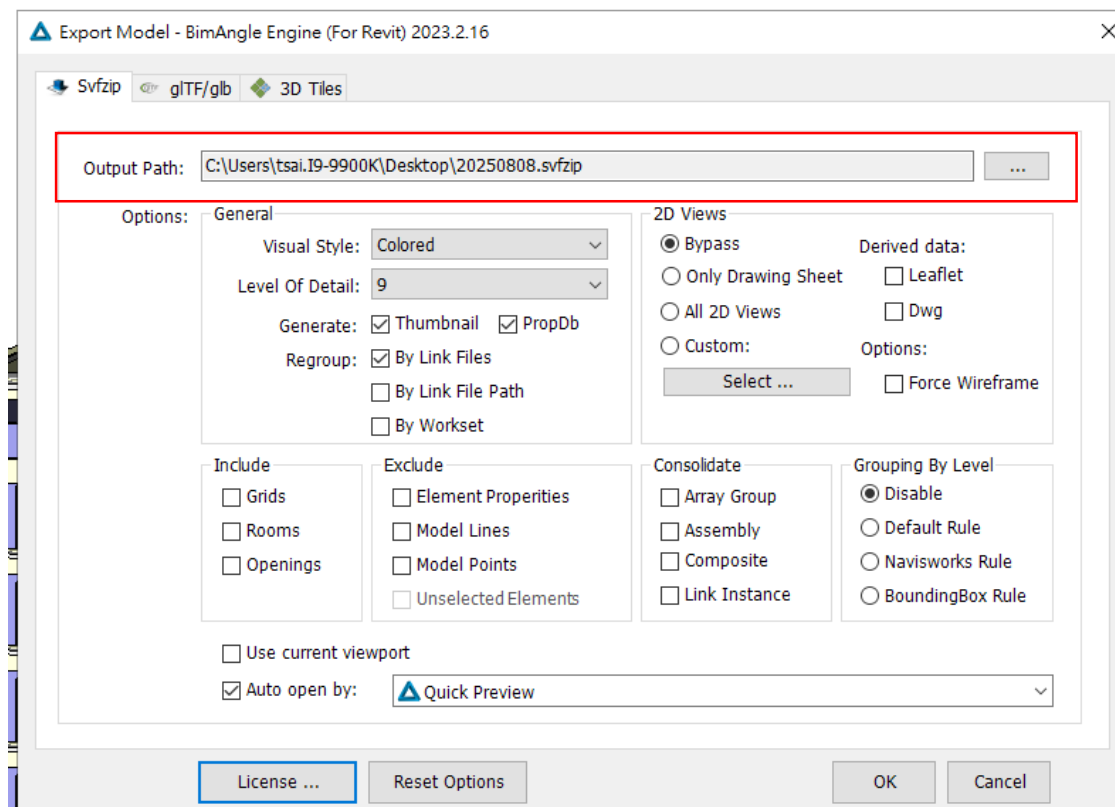 Export Model - BimAngle Engine (For Revit) 2023.2.16
Svfzip glTF/glb 3D Tiles
Output Path: C:\Users\tsai.I9-9900K\Desktop\20250808.svfzip ...
Options: General
Visual Style: Colored
Level Of Detail: 9
Generate: Thumbnail PropDb
Regroup: By Link Files
By Link File Path
By Workset
2D Views
Bypass Derived data:
Only Drawing Sheet Leaflet
All 2D Views Dwg
Custom: Options:
Select ... Force Wireframe
Include
Grids
Rooms
Openings
Exclude
Element Properities
Model Lines
Model Points
Unselected Elements
Consolidate
Array Group
Assembly
Composite
Link Instance
Grouping By Level
Disable
Default Rule
Navisworks Rule
BoundingBox Rule
Use current viewport
Auto open by: Quick Preview
License ... Reset Options OK Cancel